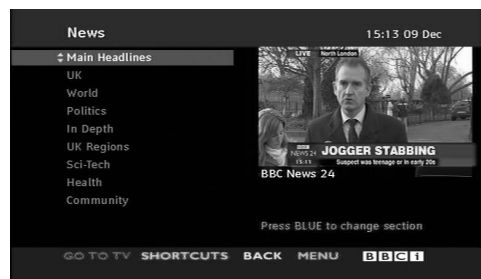 News
15:13 09 Dec
Main Headlines
UK
World
Politics
In Depth
UK Regions
Sci-Tech
Health
Community
LIVE North London
BBC
NEWS 24
15:13
JOGGER STABBING
Suspect was teenage or in early 20s
BBC News 24
Press BLUE to change section
GO TO TV SHORTCUTS BACK MENU BBCi